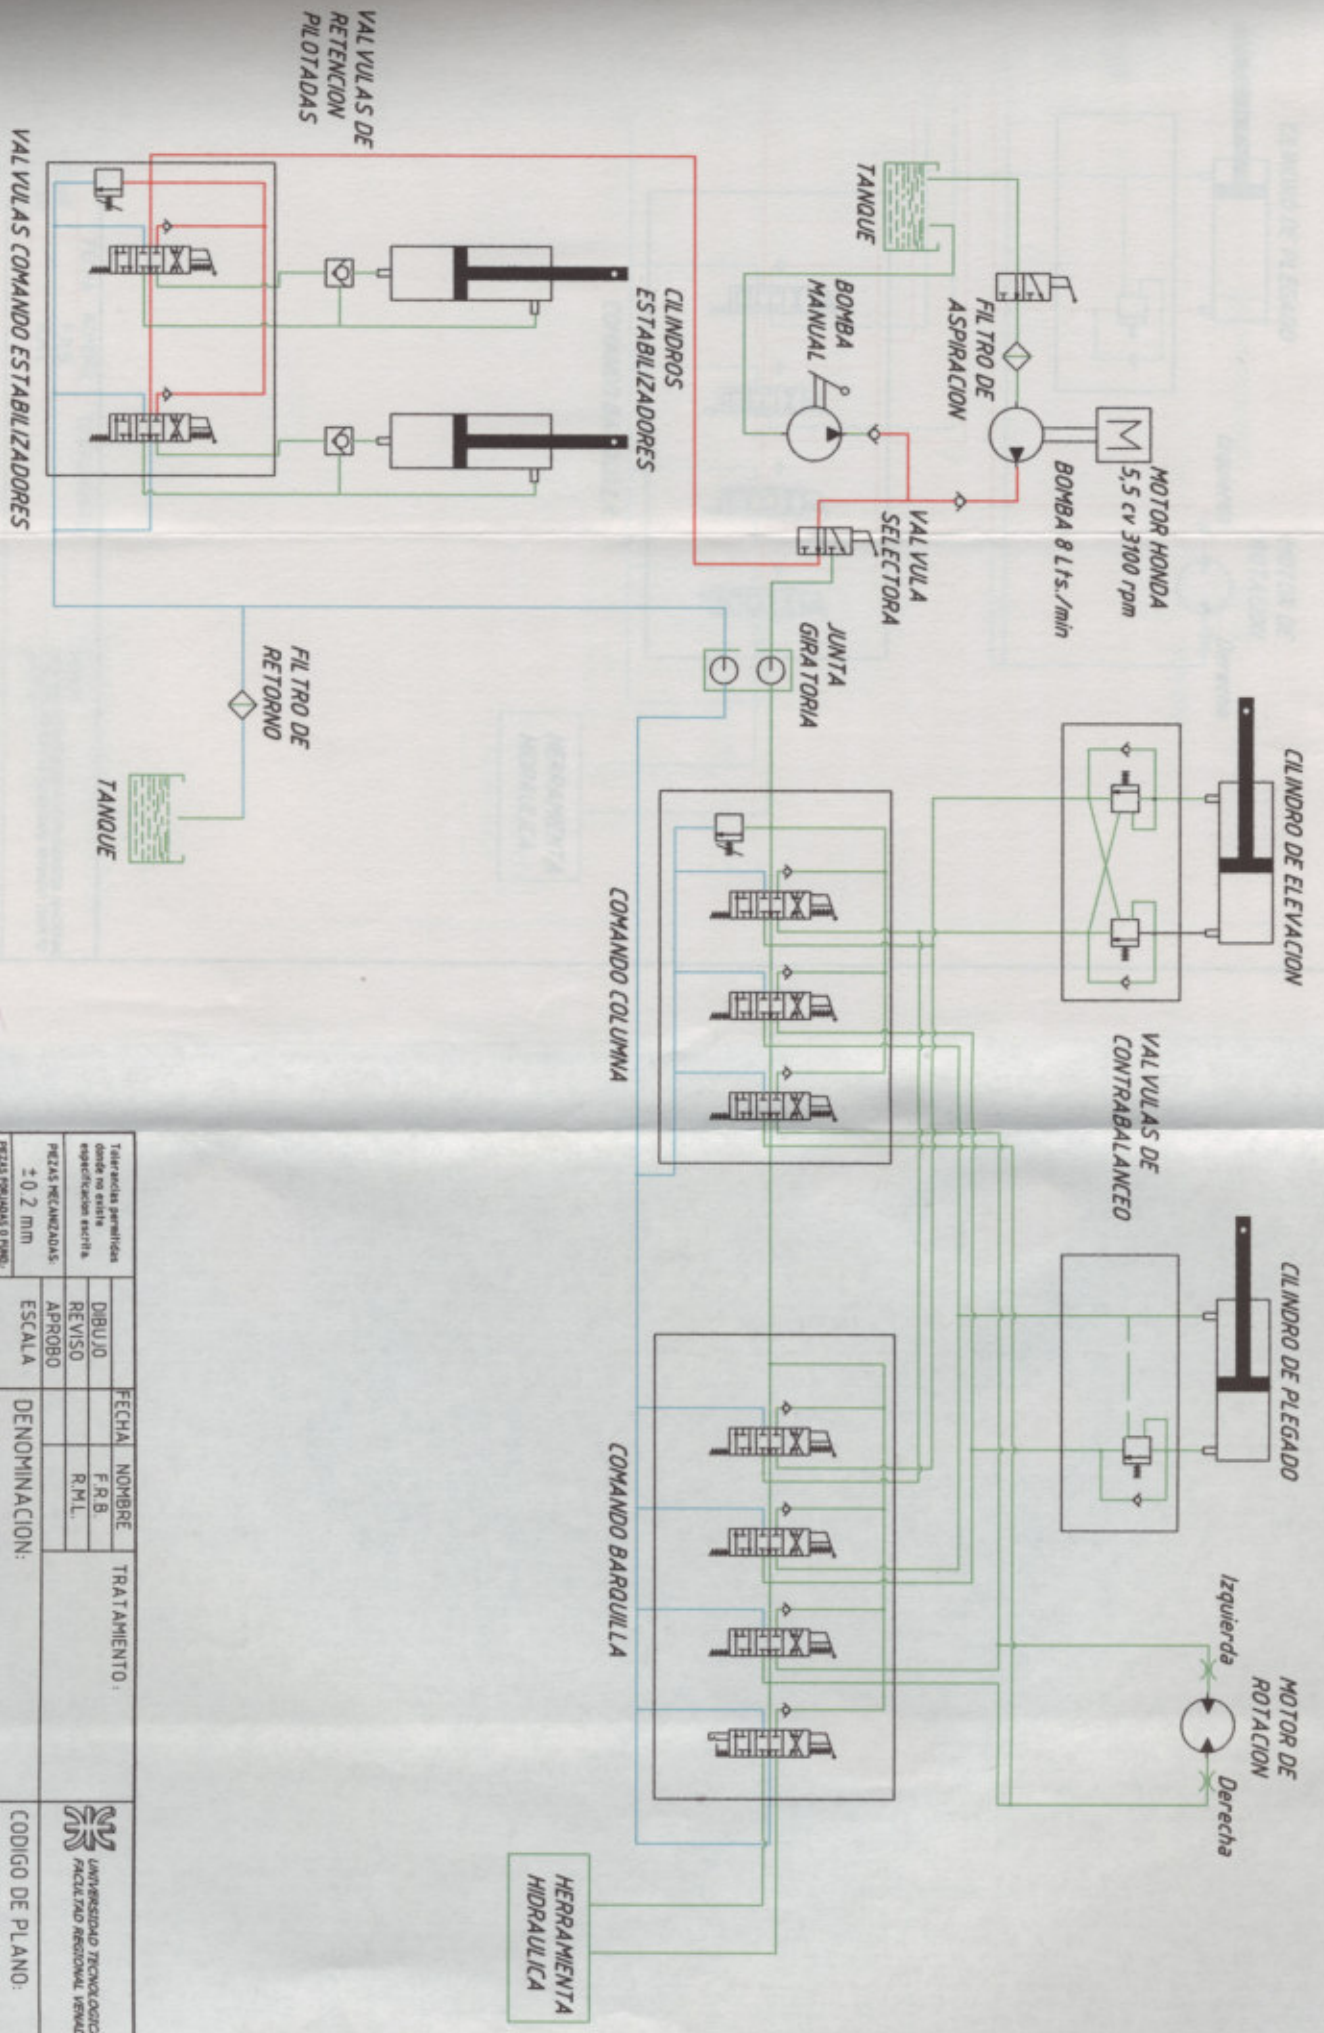 CILINDRO DE ELEVACION
CILINDRO DE PLEGADO
MOTOR DE
ROTACION
Izquierda
Derecha
MOTOR HONDA
5,5 cv 3100 rpm
BOMBA 8 Lts./min
VALVULAS DE
CONTRABALANCEO
FILTRO DE
ASPIRACION
TANQUE
BOMBA
MANUAL
VALVULA
SELECTORA
JUNTA
GIRATORIA
CILINDROS
ESTABILIZADORES
COMANDO COLUMNA
COMANDO BARQUILLA
HERRAMIENTA
HIDRAULICA
VALVULAS DE
RETENCION
PILOTADAS
FILTRO DE
RETORNO
TANQUE
VALVULAS COMANDO ESTABILIZADORES
Tolerancias permitidas
donde no existe
especificacion escrita.
PIEZAS MECANIZADAS:
±0.2 mm
FECHA
NOMBRE
DIBUJO
F.R.B.
REVISO
R.M.L.
APROBO
ESCALA
TRATAMIENTO:
DENOMINACION:
UNIVERSIDAD TECNOLOGIC
FACULTAD REGIONAL VENAD
CODIGO DE PLANO: